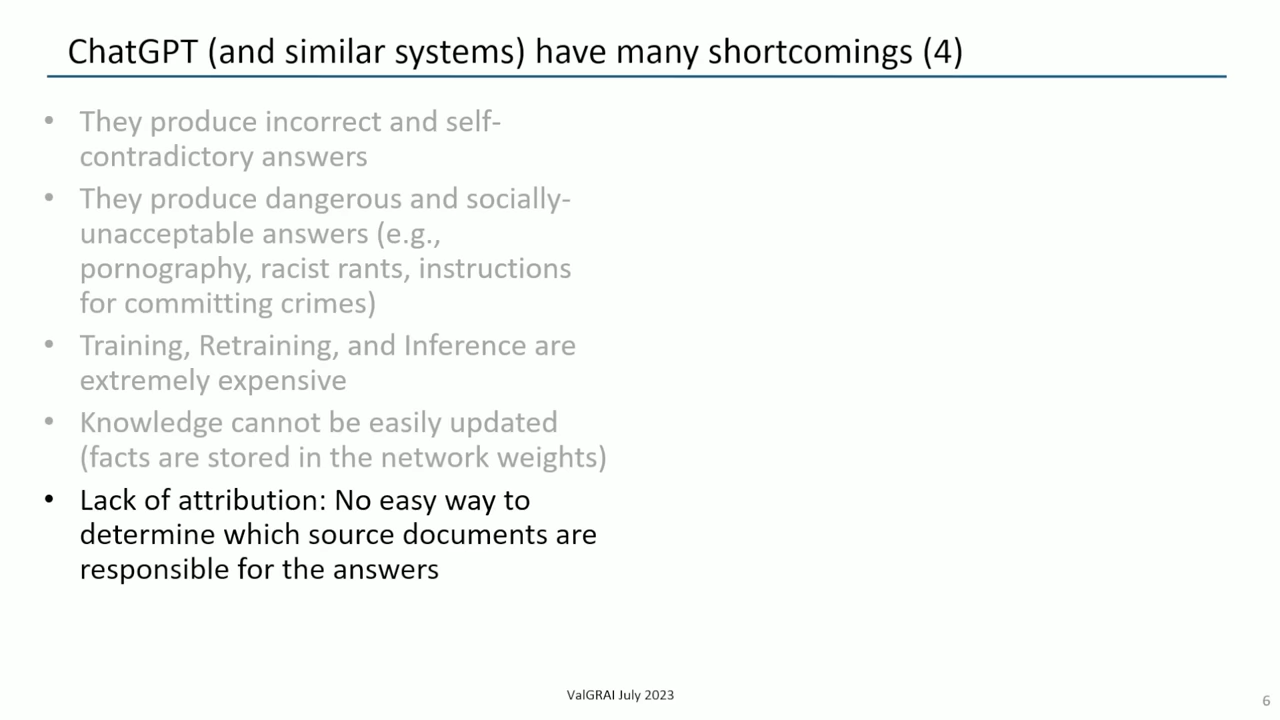 ChatGPT (and similar systems) have many shortcomings (4)
• They produce incorrect and self-
contradictory answers
• They produce dangerous and socially-
unacceptable answers (e.g.,
pornography, racist rants, instructions
for committing crimes)
• Training, Retraining, and Inference are
extremely expensive
• Knowledge cannot be easily updated
(facts are stored in the network weights)
• Lack of attribution: No easy way to
determine which source documents are
responsible for the answers
ValGRAI July 2023
6